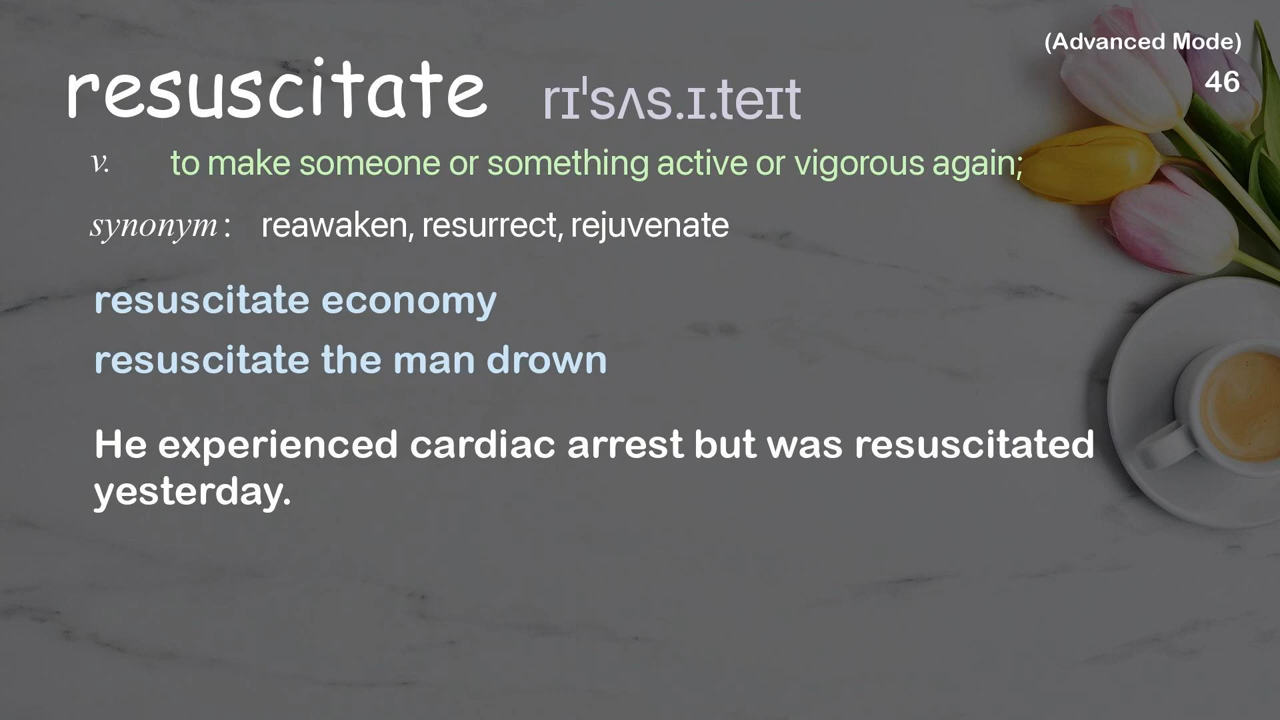 (Advanced Mode)
46
resuscitate rɪˈsʌs.ɪ.teɪt
v. to make someone or something active or vigorous again;
synonym : reawaken, resurrect, rejuvenate
resuscitate economy
resuscitate the man drown
He experienced cardiac arrest but was resuscitated
yesterday.